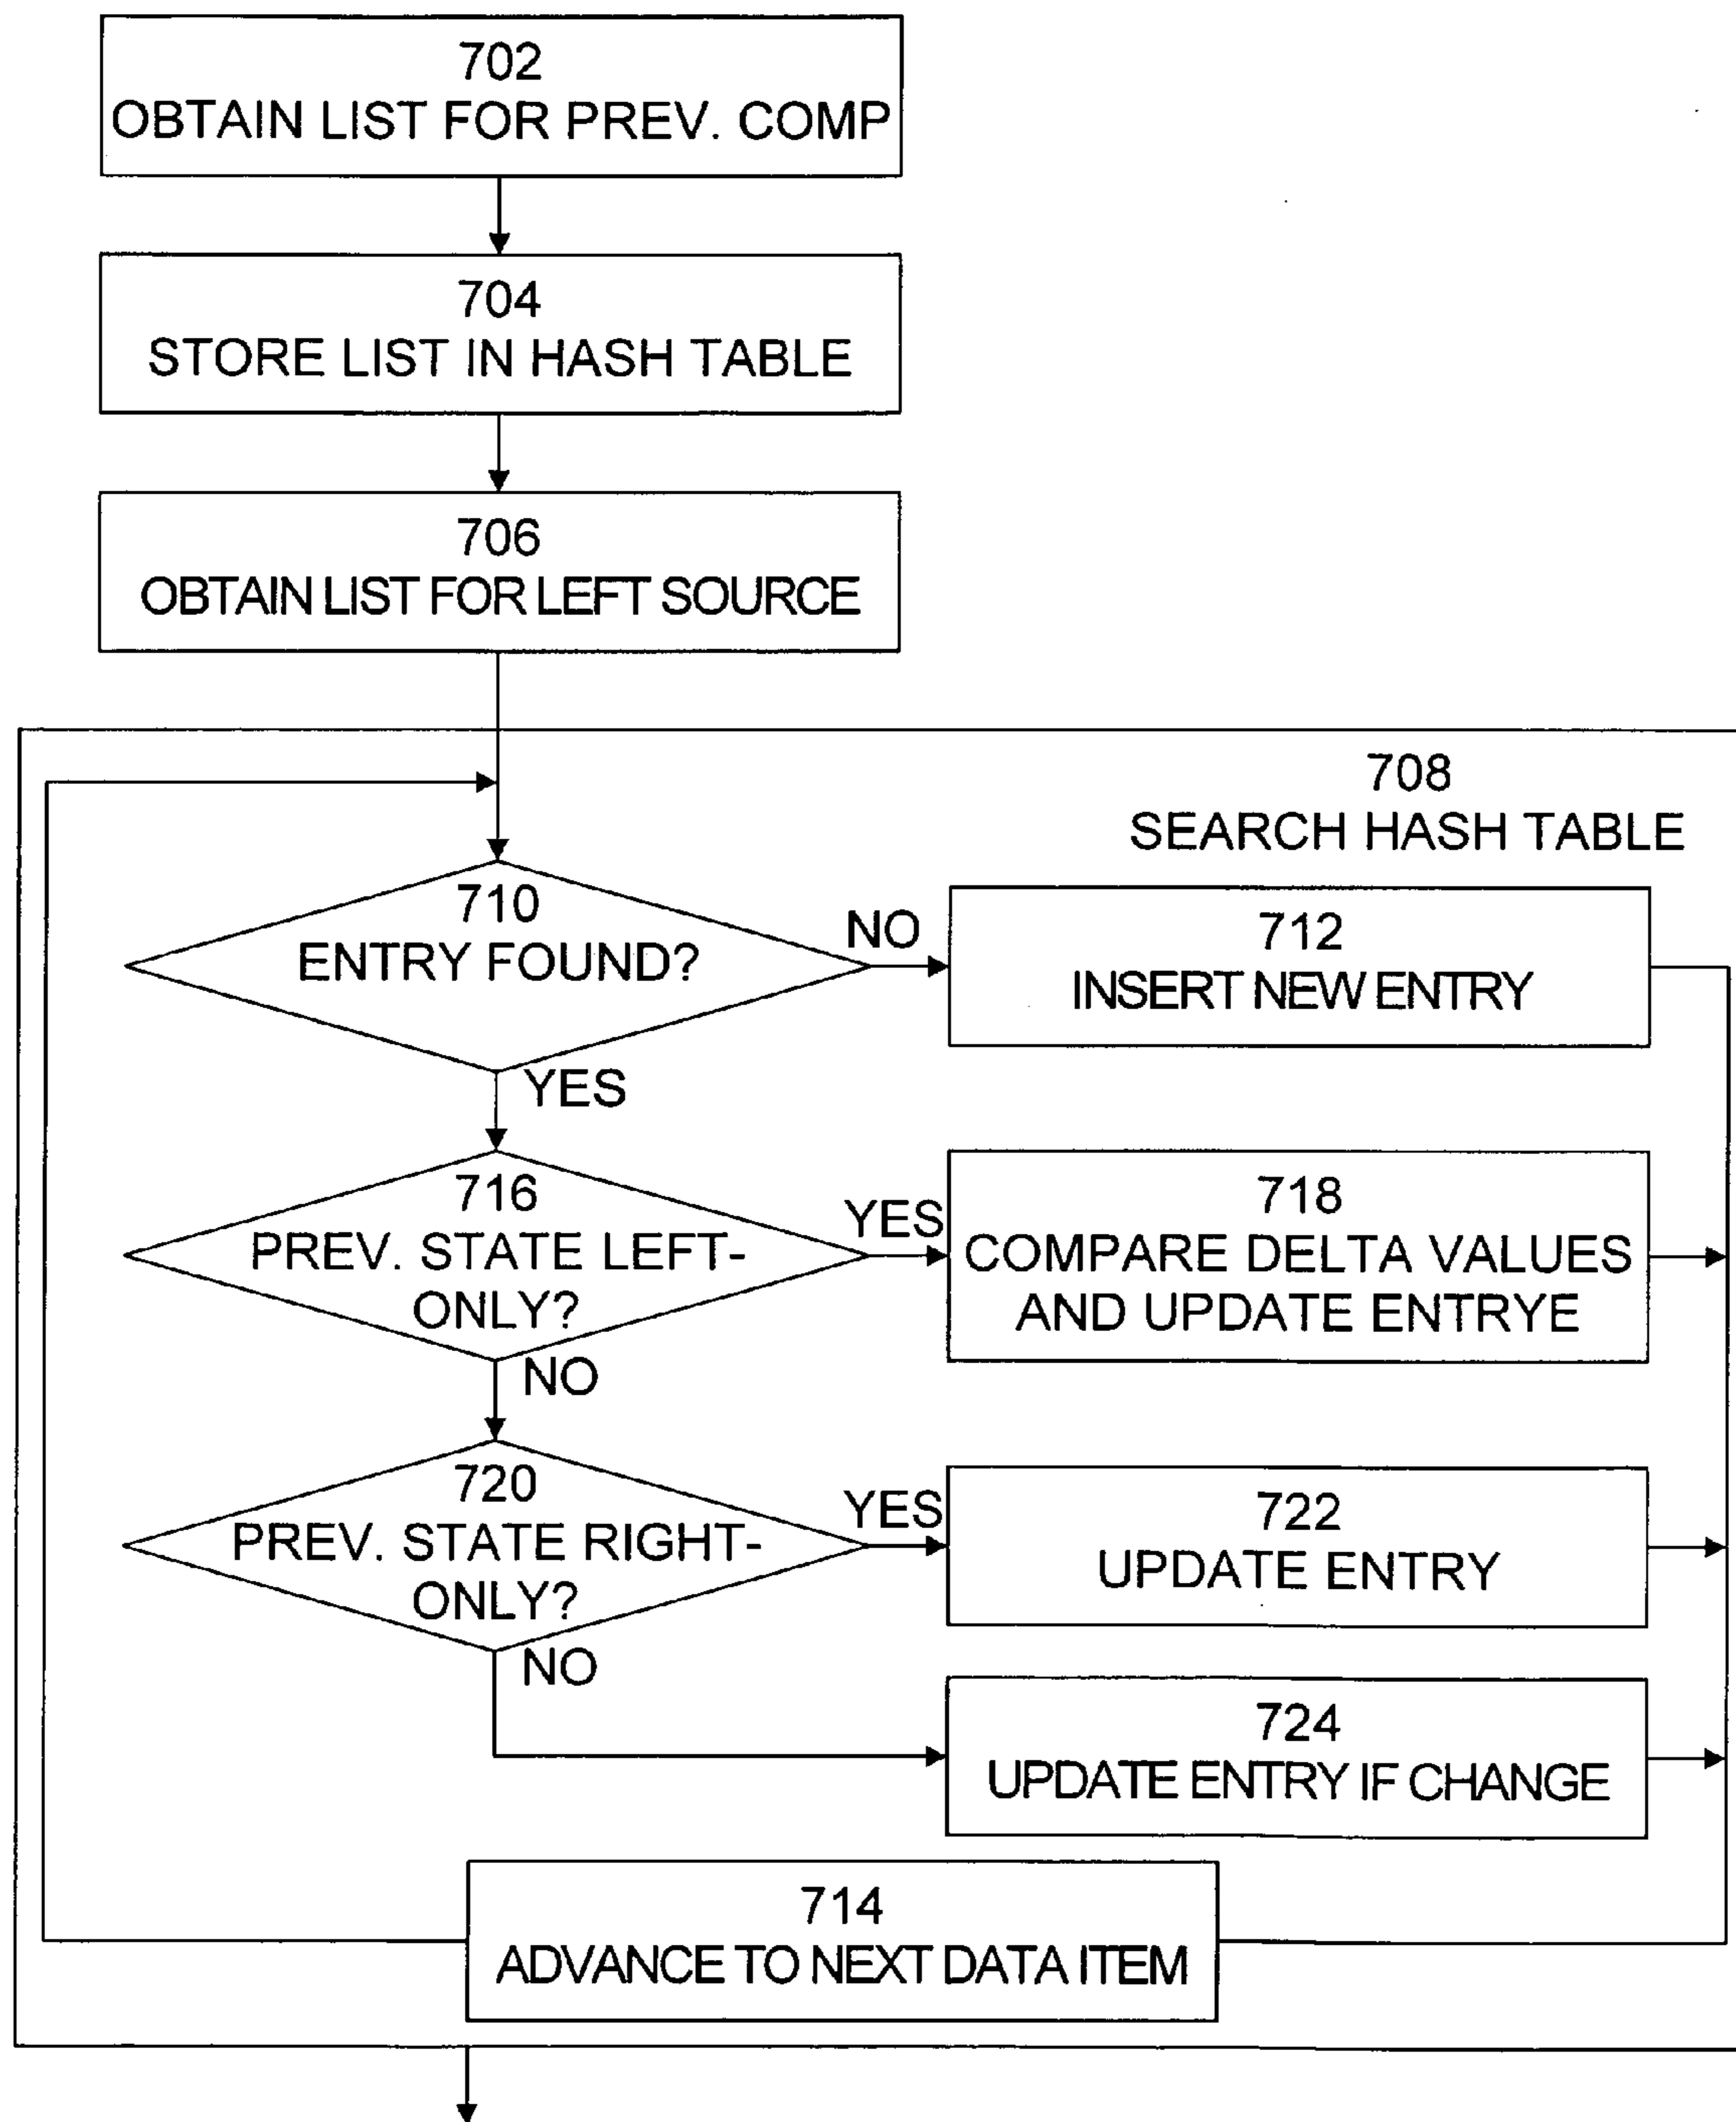 702
OBTAIN LIST FOR PREV. COMP
704
STORE LIST IN HASH TABLE
706
OBTAIN LIST FOR LEFT SOURCE
708
SEARCH HASH TABLE
710
ENTRY FOUND?
NO
712
INSERT NEW ENTRY
YES
716
PREV. STATE LEFT-
ONLY?
YES
718
COMPARE DELTA VALUES
AND UPDATE ENTRYE
NO
720
PREV. STATE RIGHT-
ONLY?
YES
722
UPDATE ENTRY
NO
724
UPDATE ENTRY IF CHANGE
714
ADVANCE TO NEXT DATA ITEM